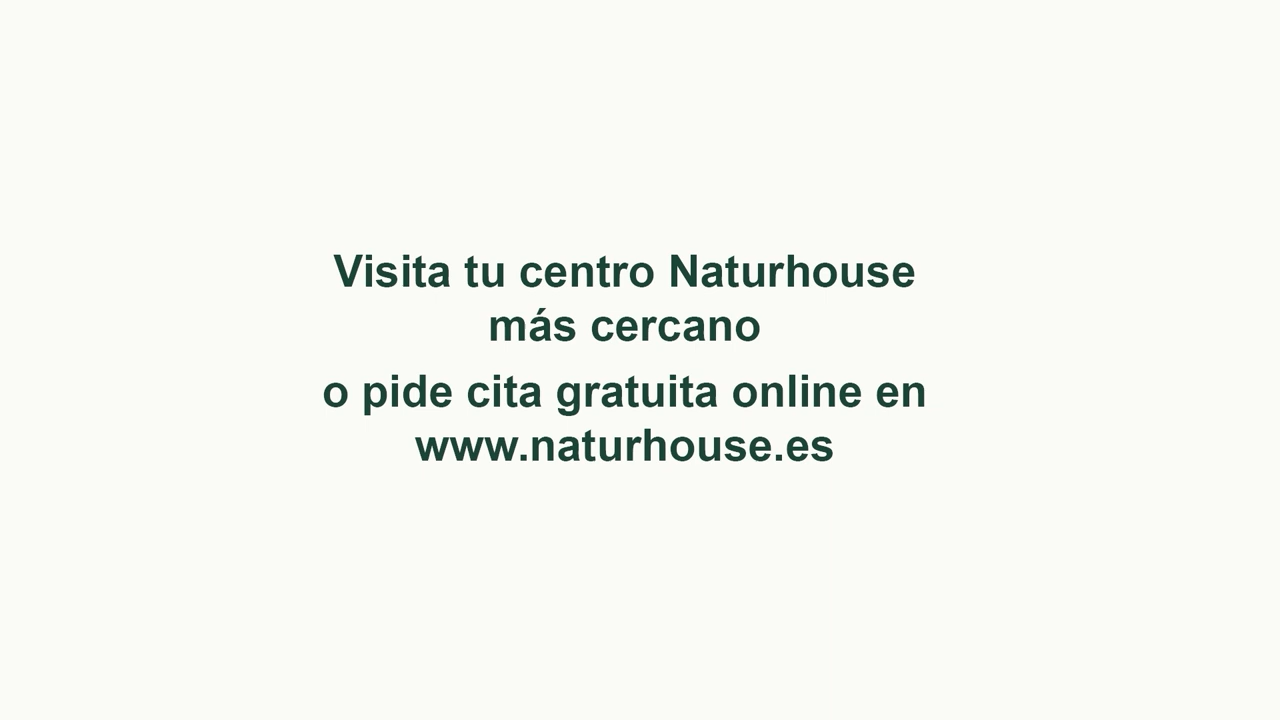 Visita tu centro Naturhouse
más cercano
o pide cita gratuita online en
www.naturhouse.es